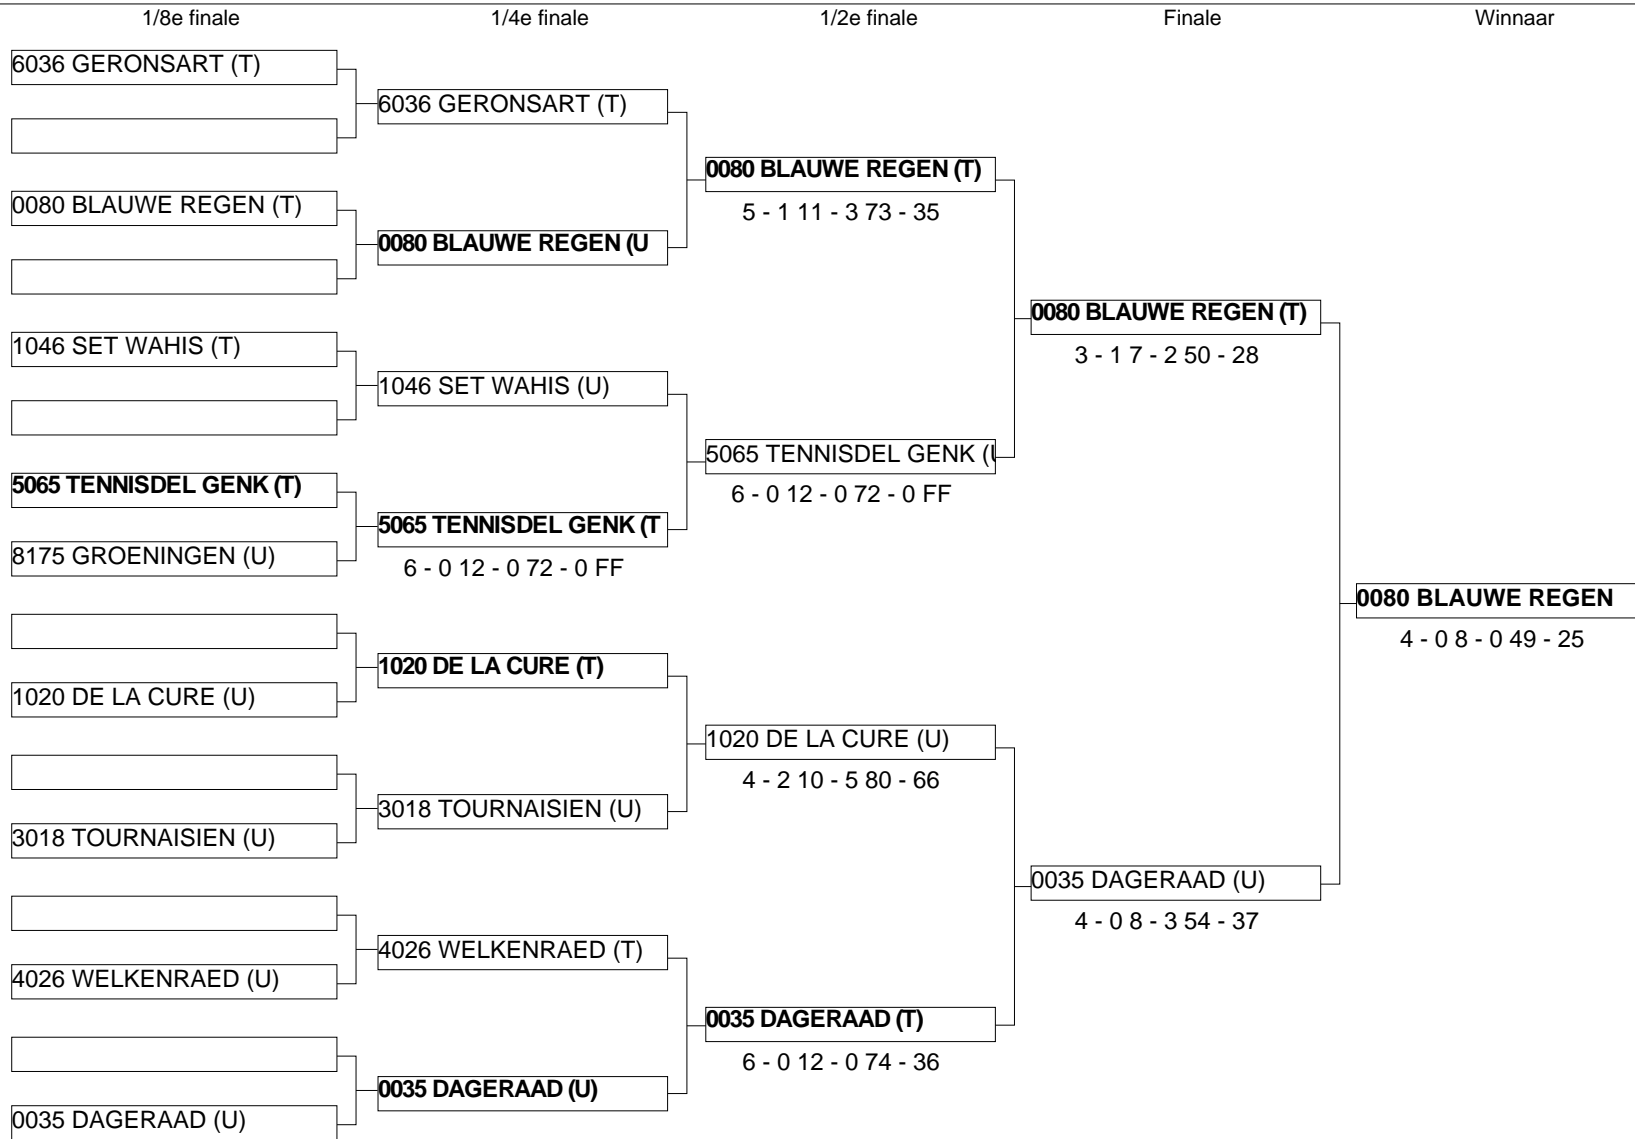 1/8e finale
1/4e finale
1/2e finale
Finale
Winnaar
6036 GERONSART (T)
0080 BLAUWE REGEN (T)
1046 SET WAHIS (T)
5065 TENNISDEL GENK (T)
8175 GROENINGEN (U)
1020 DE LA CURE (U)
3018 TOURNAISIEN (U)
4026 WELKENRAED (U)
0035 DAGERAAD (U)
6036 GERONSART (T)
0080 BLAUWE REGEN (U
1046 SET WAHIS (U)
5065 TENNISDEL GENK (T
6 - 0 12 - 0 72 - 0 FF
1020 DE LA CURE (T)
3018 TOURNAISIEN (U)
4026 WELKENRAED (T)
0035 DAGERAAD (U)
0080 BLAUWE REGEN (T)
5 - 1 11 - 3 73 - 35
5065 TENNISDEL GENK (U
6 - 0 12 - 0 72 - 0 FF
1020 DE LA CURE (U)
4 - 2 10 - 5 80 - 66
0035 DAGERAAD (T)
6 - 0 12 - 0 74 - 36
0080 BLAUWE REGEN (T)
3 - 1 7 - 2 50 - 28
0035 DAGERAAD (U)
4 - 0 8 - 3 54 - 37
0080 BLAUWE REGEN
4 - 0 8 - 0 49 - 25